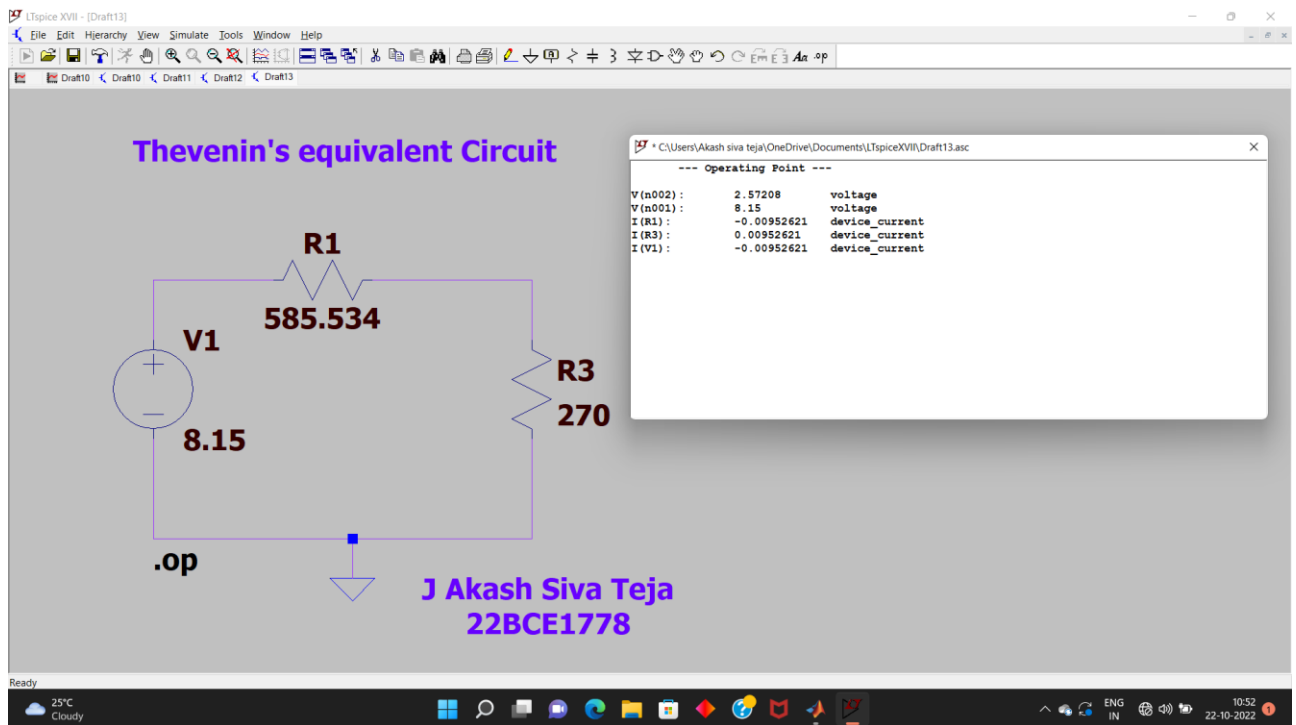 LTspice XVII - [Draft13]
File Edit Hierarchy View Simulate Tools Window Help
Aa .op
Draft10 Draft10 Draft11 Draft12 Draft13
Thevenin's equivalent Circuit
R1
585.534
V1
8.15
R3
270
.op
J Akash Siva Teja
22BCE1778
* C:\Users\Akash siva teja\OneDrive\Documents\LTspiceXVII\Draft13.asc
--- Operating Point ---
V(n002): 2.57208 voltage
V(n001): 8.15 voltage
I(R1): -0.00952621 device_current
I(R3): 0.00952621 device_current
I(V1): -0.00952621 device_current
Ready
25°C
Cloudy
ENG
IN
10:52
22-10-2022
1